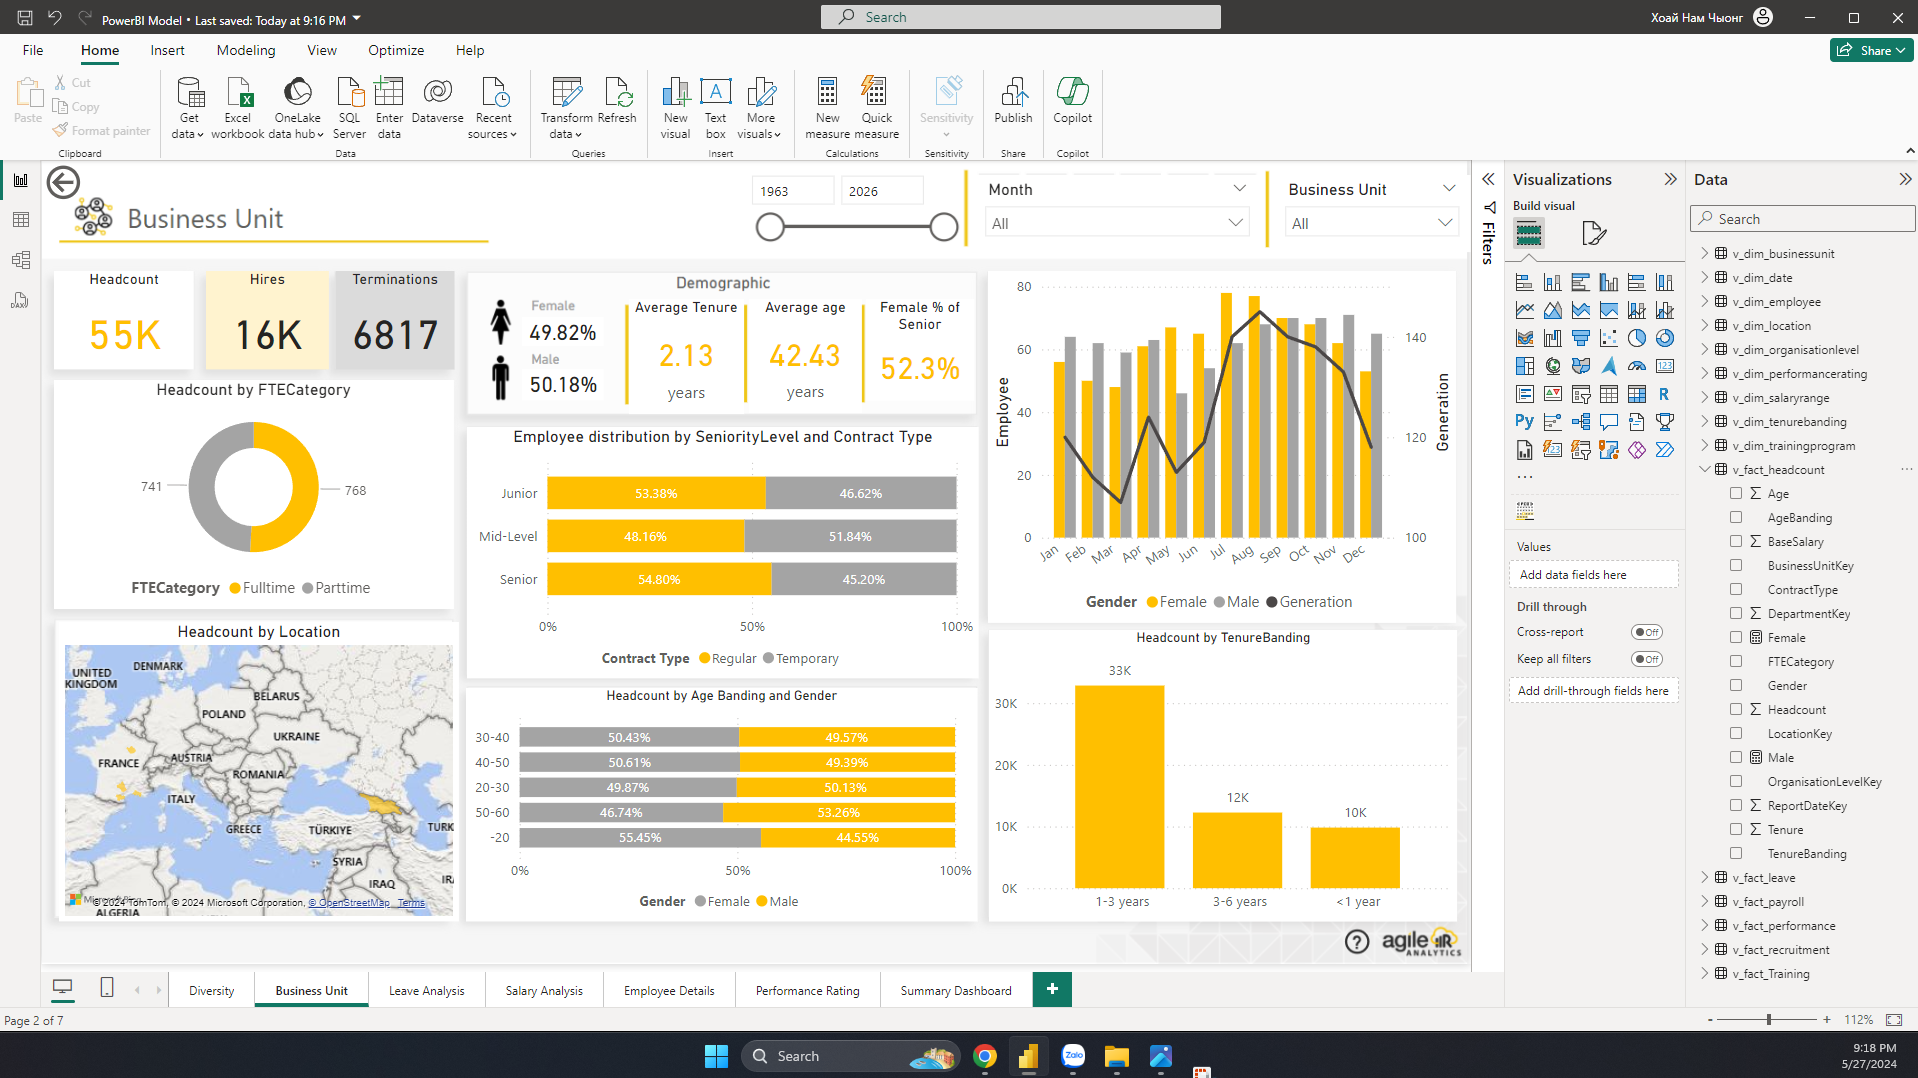 PowerBI Model • Last saved: Today at 9:16 PM
Search
Хоай Нам Чыонг
File
Home
Insert
Modeling
View
Optimize
Help
Share
Paste
Cut
Copy
Format painter
Clipboard
Get data
Excel workbook
OneLake data hub
SQL Server
Enter data
Dataverse
Recent sources
Data
Transform data
Refresh
Queries
New visual
Text box
More visuals
Insert
New measure
Quick measure
Calculations
Sensitivity
Sensitivity
Publish
Share
Copilot
Copilot
Business Unit
1963
2026
Month
All
Business Unit
All
Headcount
55K
Hires
16K
Terminations
6817
Demographic
Female
49.82%
Male
50.18%
Average Tenure
2.13
years
Average age
42.43
years
Female % of Senior
52.3%
Headcount by FTECategory
741
768
FTECategory
Fulltime
Parttime
Employee distribution by SeniorityLevel and Contract Type
Junior
53.38%
46.62%
Mid-Level
48.16%
51.84%
Senior
54.80%
45.20%
0%
50%
100%
Contract Type
Regular
Temporary
80
60
40
20
0
Employee
140
120
100
Generation
Jan
Feb
Mar
Apr
May
Jun
Jul
Aug
Sep
Oct
Nov
Dec
Gender
Female
Male
Generation
Headcount by Location
UNITED KINGDOM
DENMARK
BELARUS
POLAND
UKRAINE
FRANCE
AUSTRIA
ROMANIA
ITALY
GREECE
TÜRKIYE
TURK
SYRIA
IRAQ
IR
ALGERIA
© 2024 TomTom, © 2024 Microsoft Corporation, © OpenStreetMap Terms
Headcount by Age Banding and Gender
30-40
50.43%
49.57%
40-50
50.61%
49.39%
20-30
49.87%
50.13%
50-60
46.74%
53.26%
-20
55.45%
44.55%
0%
50%
100%
Gender
Female
Male
Headcount by TenureBanding
30K
20K
10K
0K
33K
12K
10K
1-3 years
3-6 years
<1 year
?
agile HR
ANALYTICS
Filters
Visualizations
Build visual
Py
R
123
Values
Add data fields here
Drill through
Cross-report
Off
Keep all filters
Off
Add drill-through fields here
Data
Search
v_dim_businessunit
v_dim_date
v_dim_employee
v_dim_location
v_dim_organisationlevel
v_dim_performancerating
v_dim_salaryrange
v_dim_tenurebanding
v_dim_trainingprogram
v_fact_headcount
Age
AgeBanding
BaseSalary
BusinessUnitKey
ContractType
DepartmentKey
Female
FTECategory
Gender
Headcount
LocationKey
Male
OrganisationLevelKey
ReportDateKey
Tenure
TenureBanding
v_fact_leave
v_fact_payroll
v_fact_performance
v_fact_recruitment
v_fact_Training
Diversity
Business Unit
Leave Analysis
Salary Analysis
Employee Details
Performance Rating
Summary Dashboard
+
Page 2 of 7
- + 112%
Search
Zalo
9:18 PM
5/27/2024